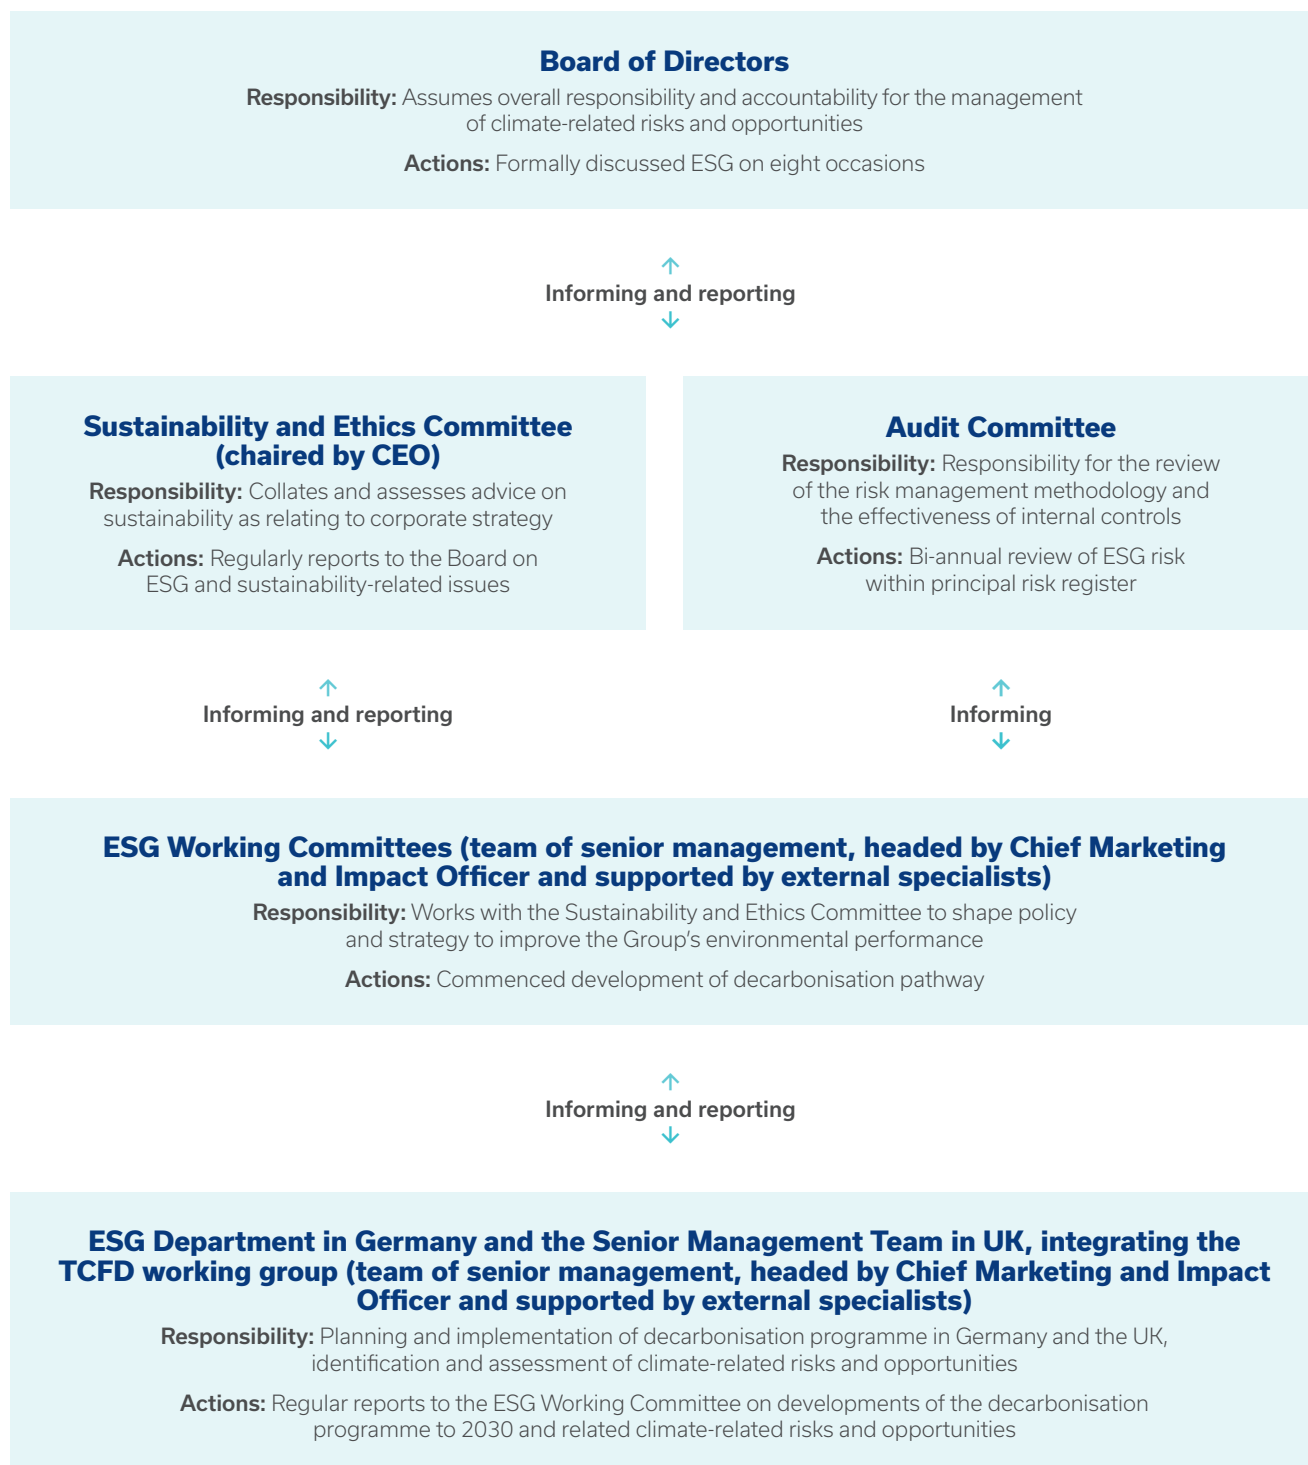 Board of Directors
Responsibility: Assumes overall responsibility and accountability for the management
of climate-related risks and opportunities
Actions: Formally discussed ESG on eight occasions
Informing and reporting
Sustainability and Ethics Committee
(chaired by CEO)
Responsibility: Collates and assesses advice on
sustainability as relating to corporate strategy
Actions: Regularly reports to the Board on
ESG and sustainability-related issues
Audit Committee
Responsibility: Responsibility for the review
of the risk management methodology and
the effectiveness of internal controls
Actions: Bi-annual review of ESG risk
within principal risk register
Informing and reporting
Informing
ESG Working Committees (team of senior management, headed by Chief Marketing
and Impact Officer and supported by external specialists)
Responsibility: Works with the Sustainability and Ethics Committee to shape policy
and strategy to improve the Group’s environmental performance
Actions: Commenced development of decarbonisation pathway
Informing and reporting
ESG Department in Germany and the Senior Management Team in UK, integrating the
TCFD working group (team of senior management, headed by Chief Marketing and Impact
Officer and supported by external specialists)
Responsibility: Planning and implementation of decarbonisation programme in Germany and the UK,
identification and assessment of climate-related risks and opportunities
Actions: Regular reports to the ESG Working Committee on developments of the decarbonisation
programme to 2030 and related climate-related risks and opportunities